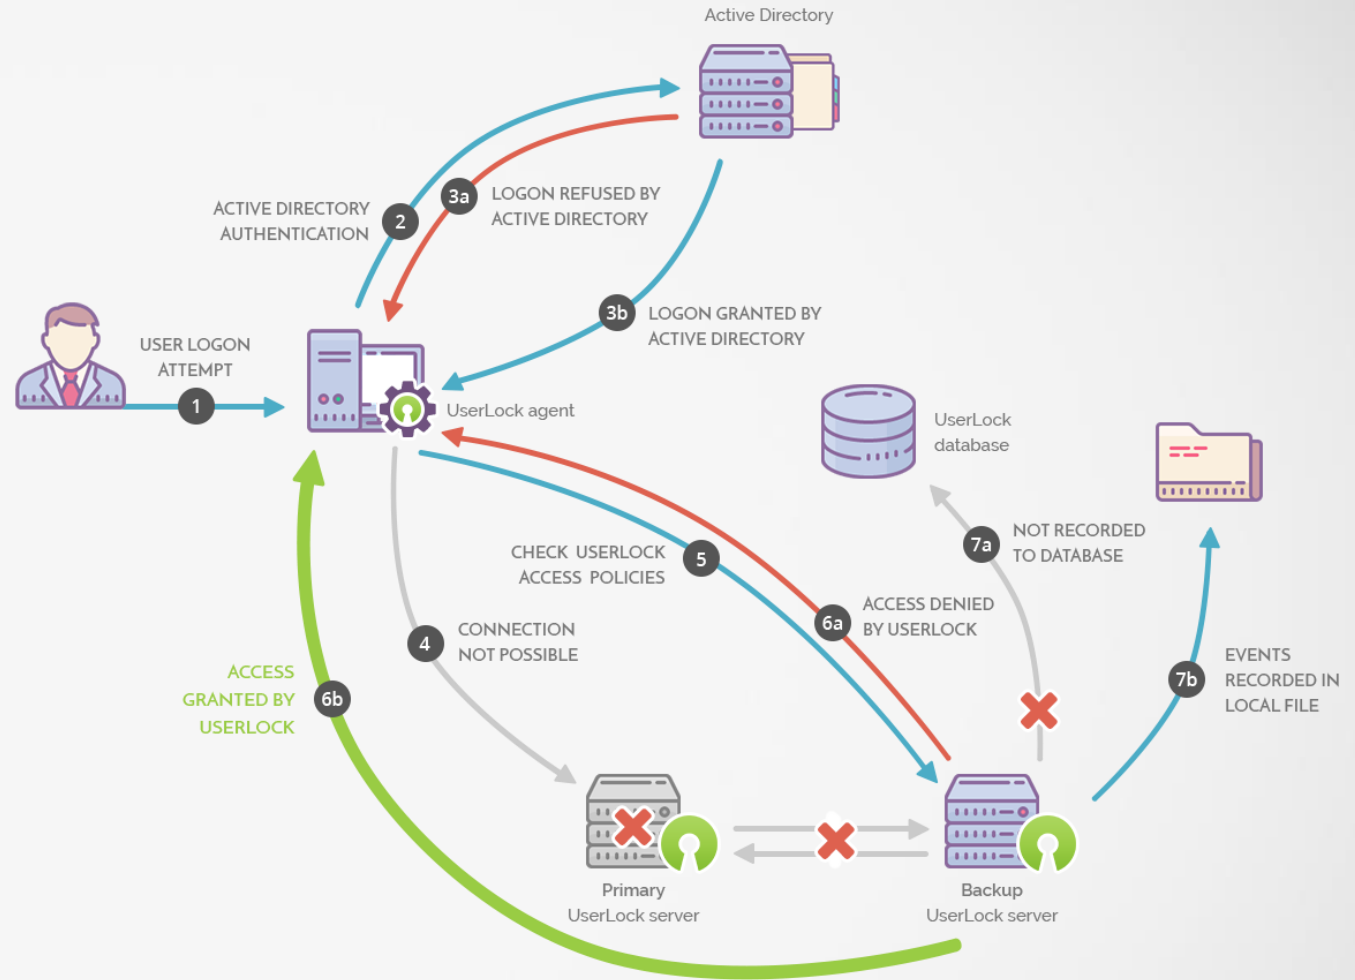 Active Directory
ACTIVE DIRECTORY
AUTHENTICATION
2
3a
LOGON REFUSED BY
ACTIVE DIRECTORY
3b
LOGON GRANTED BY
ACTIVE DIRECTORY
USER LOGON
ATTEMPT
1
UserLock agent
UserLock
database
CHECK USERLOCK
ACCESS POLICIES
5
7a
NOT RECORDED
TO DATABASE
6a
ACCESS DENIED
BY USERLOCK
4
CONNECTION
NOT POSSIBLE
ACCESS
GRANTED BY
USERLOCK
6b
7b
EVENTS
RECORDED IN
LOCAL FILE
Primary
UserLock server
Backup
UserLock server